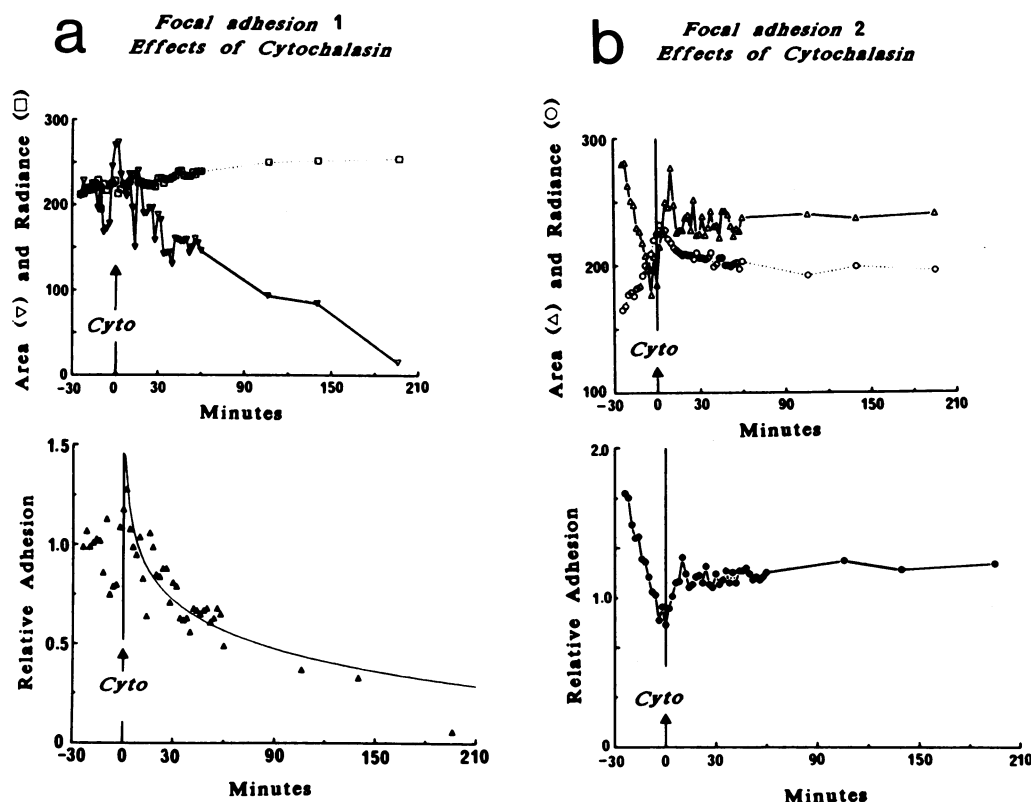 a
Focal adhesion 1
Effects of Cytochalasin
Area (▽) and Radiance (□)
300
200
100
0
Cyto
-30 0 30 90 150 210
Minutes
Relative Adhesion
1.5
1.0
0.5
0
Cyto
-30 0 30 90 150 210
Minutes
b
Focal adhesion 2
Effects of Cytochalasin
Area (△) and Radiance (○)
300
200
100
Cyto
-30 0 30 90 150 210
Minutes
Relative Adhesion
2.0
1.0
0
Cyto
-30 0 30 90 150 210
Minutes